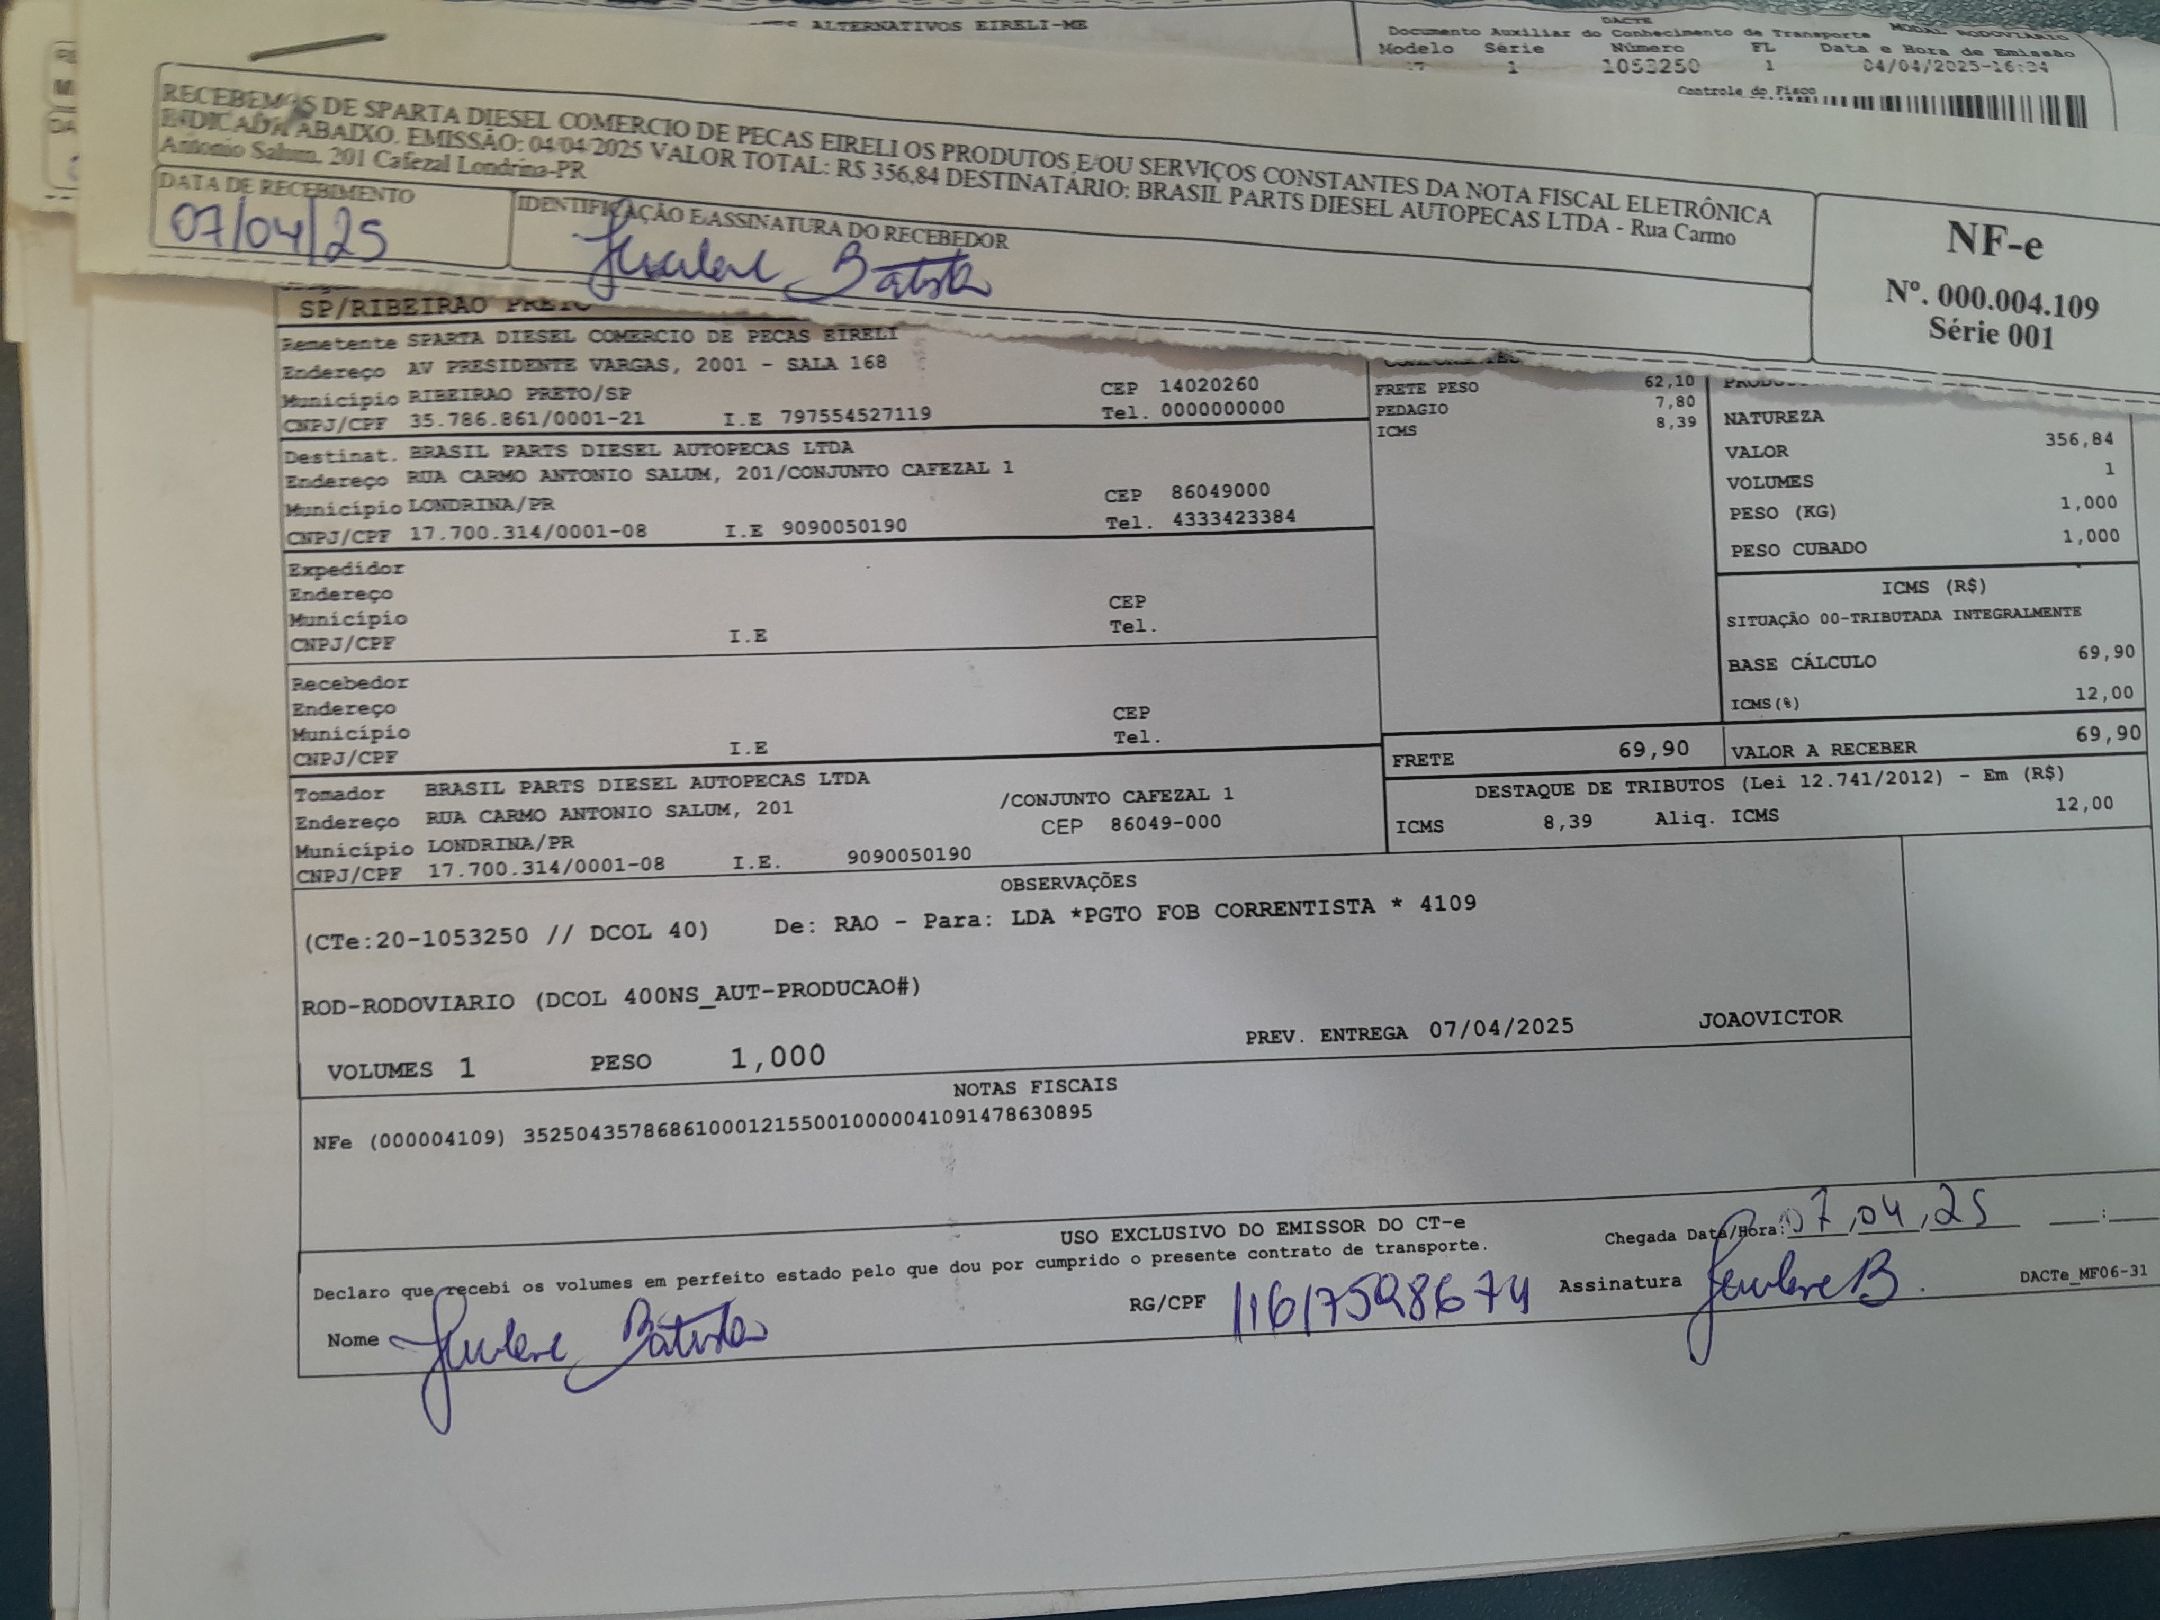 ALTERNATIVOS EIRELI-ME
DACTE
MODAL RODOVIARIO
Documento Auxiliar do Conhecimento de Transporte
Modelo Série Número FL Data e Hora de Emissão
1 1053250 1 04/04/2025-16:34
Controle do Fisco
RECEBEMOS DE SPARTA DIESEL COMERCIO DE PECAS EIRELI OS PRODUTOS E/OU SERVIÇOS CONSTANTES DA NOTA FISCAL ELETRÔNICA
INDICADA ABAIXO. EMISSÃO: 04/04/2025 VALOR TOTAL: R$ 356,84 DESTINATÁRIO: BRASIL PARTS DIESEL AUTOPECAS LTDA - Rua Carmo
Antonio Salum, 201 Cafezal Londrina-PR
DATA DE RECEBIMENTO
07/04/25
IDENTIFICAÇÃO E ASSINATURA DO RECEBEDOR
Batista
NF-e
Nº. 000.004.109
Série 001
SP/RIBEIRAO PRETO
Remetente SPARTA DIESEL COMERCIO DE PECAS EIRELI
Endereço AV PRESIDENTE VARGAS, 2001 - SALA 168
Município RIBEIRAO PRETO/SP CEP 14020260
CNPJ/CPF 35.786.861/0001-21 I.E 797554527119 Tel. 0000000000
Destinat. BRASIL PARTS DIESEL AUTOPECAS LTDA
Endereço RUA CARMO ANTONIO SALUM, 201/CONJUNTO CAFEZAL 1
Município LONDRINA/PR CEP 86049000
CNPJ/CPF 17.700.314/0001-08 I.E 9090050190 Tel. 4333423384
Expedidor
Endereço
Município CEP
CNPJ/CPF I.E Tel.
Recebedor
Endereço
Município CEP
CNPJ/CPF I.E Tel.
Tomador BRASIL PARTS DIESEL AUTOPECAS LTDA
Endereço RUA CARMO ANTONIO SALUM, 201 /CONJUNTO CAFEZAL 1
Município LONDRINA/PR CEP 86049-000
CNPJ/CPF 17.700.314/0001-08 I.E. 9090050190
FRETE PESO 62,10
PEDAGIO 7,80
ICMS 8,39
NATUREZA
VALOR 356,84
VOLUMES 1
PESO (KG) 1,000
PESO CUBADO 1,000
ICMS (R$)
SITUAÇÃO 00-TRIBUTADA INTEGRALMENTE
BASE CÁLCULO 69,90
ICMS(%) 12,00
FRETE 69,90 VALOR A RECEBER 69,90
DESTAQUE DE TRIBUTOS (Lei 12.741/2012) - Em (R$)
ICMS 8,39 Aliq. ICMS 12,00
OBSERVAÇÕES
(CTe:20-1053250 // DCOL 40) De: RAO - Para: LDA *PGTO FOB CORRENTISTA * 4109
ROD-RODOVIARIO (DCOL 400NS_AUT-PRODUCAO#)
VOLUMES 1 PESO 1,000 PREV. ENTREGA 07/04/2025 JOAOVICTOR
NOTAS FISCAIS
NFe (000004109) 35250435786861000121550010000041091478630895
USO EXCLUSIVO DO EMISSOR DO CT-e
Declaro que recebi os volumes em perfeito estado pelo que dou por cumprido o presente contrato de transporte.
Chegada Data/Hora: 07,04,25 :
Nome Batista RG/CPF Assinatura B. DACTe_MF06-31